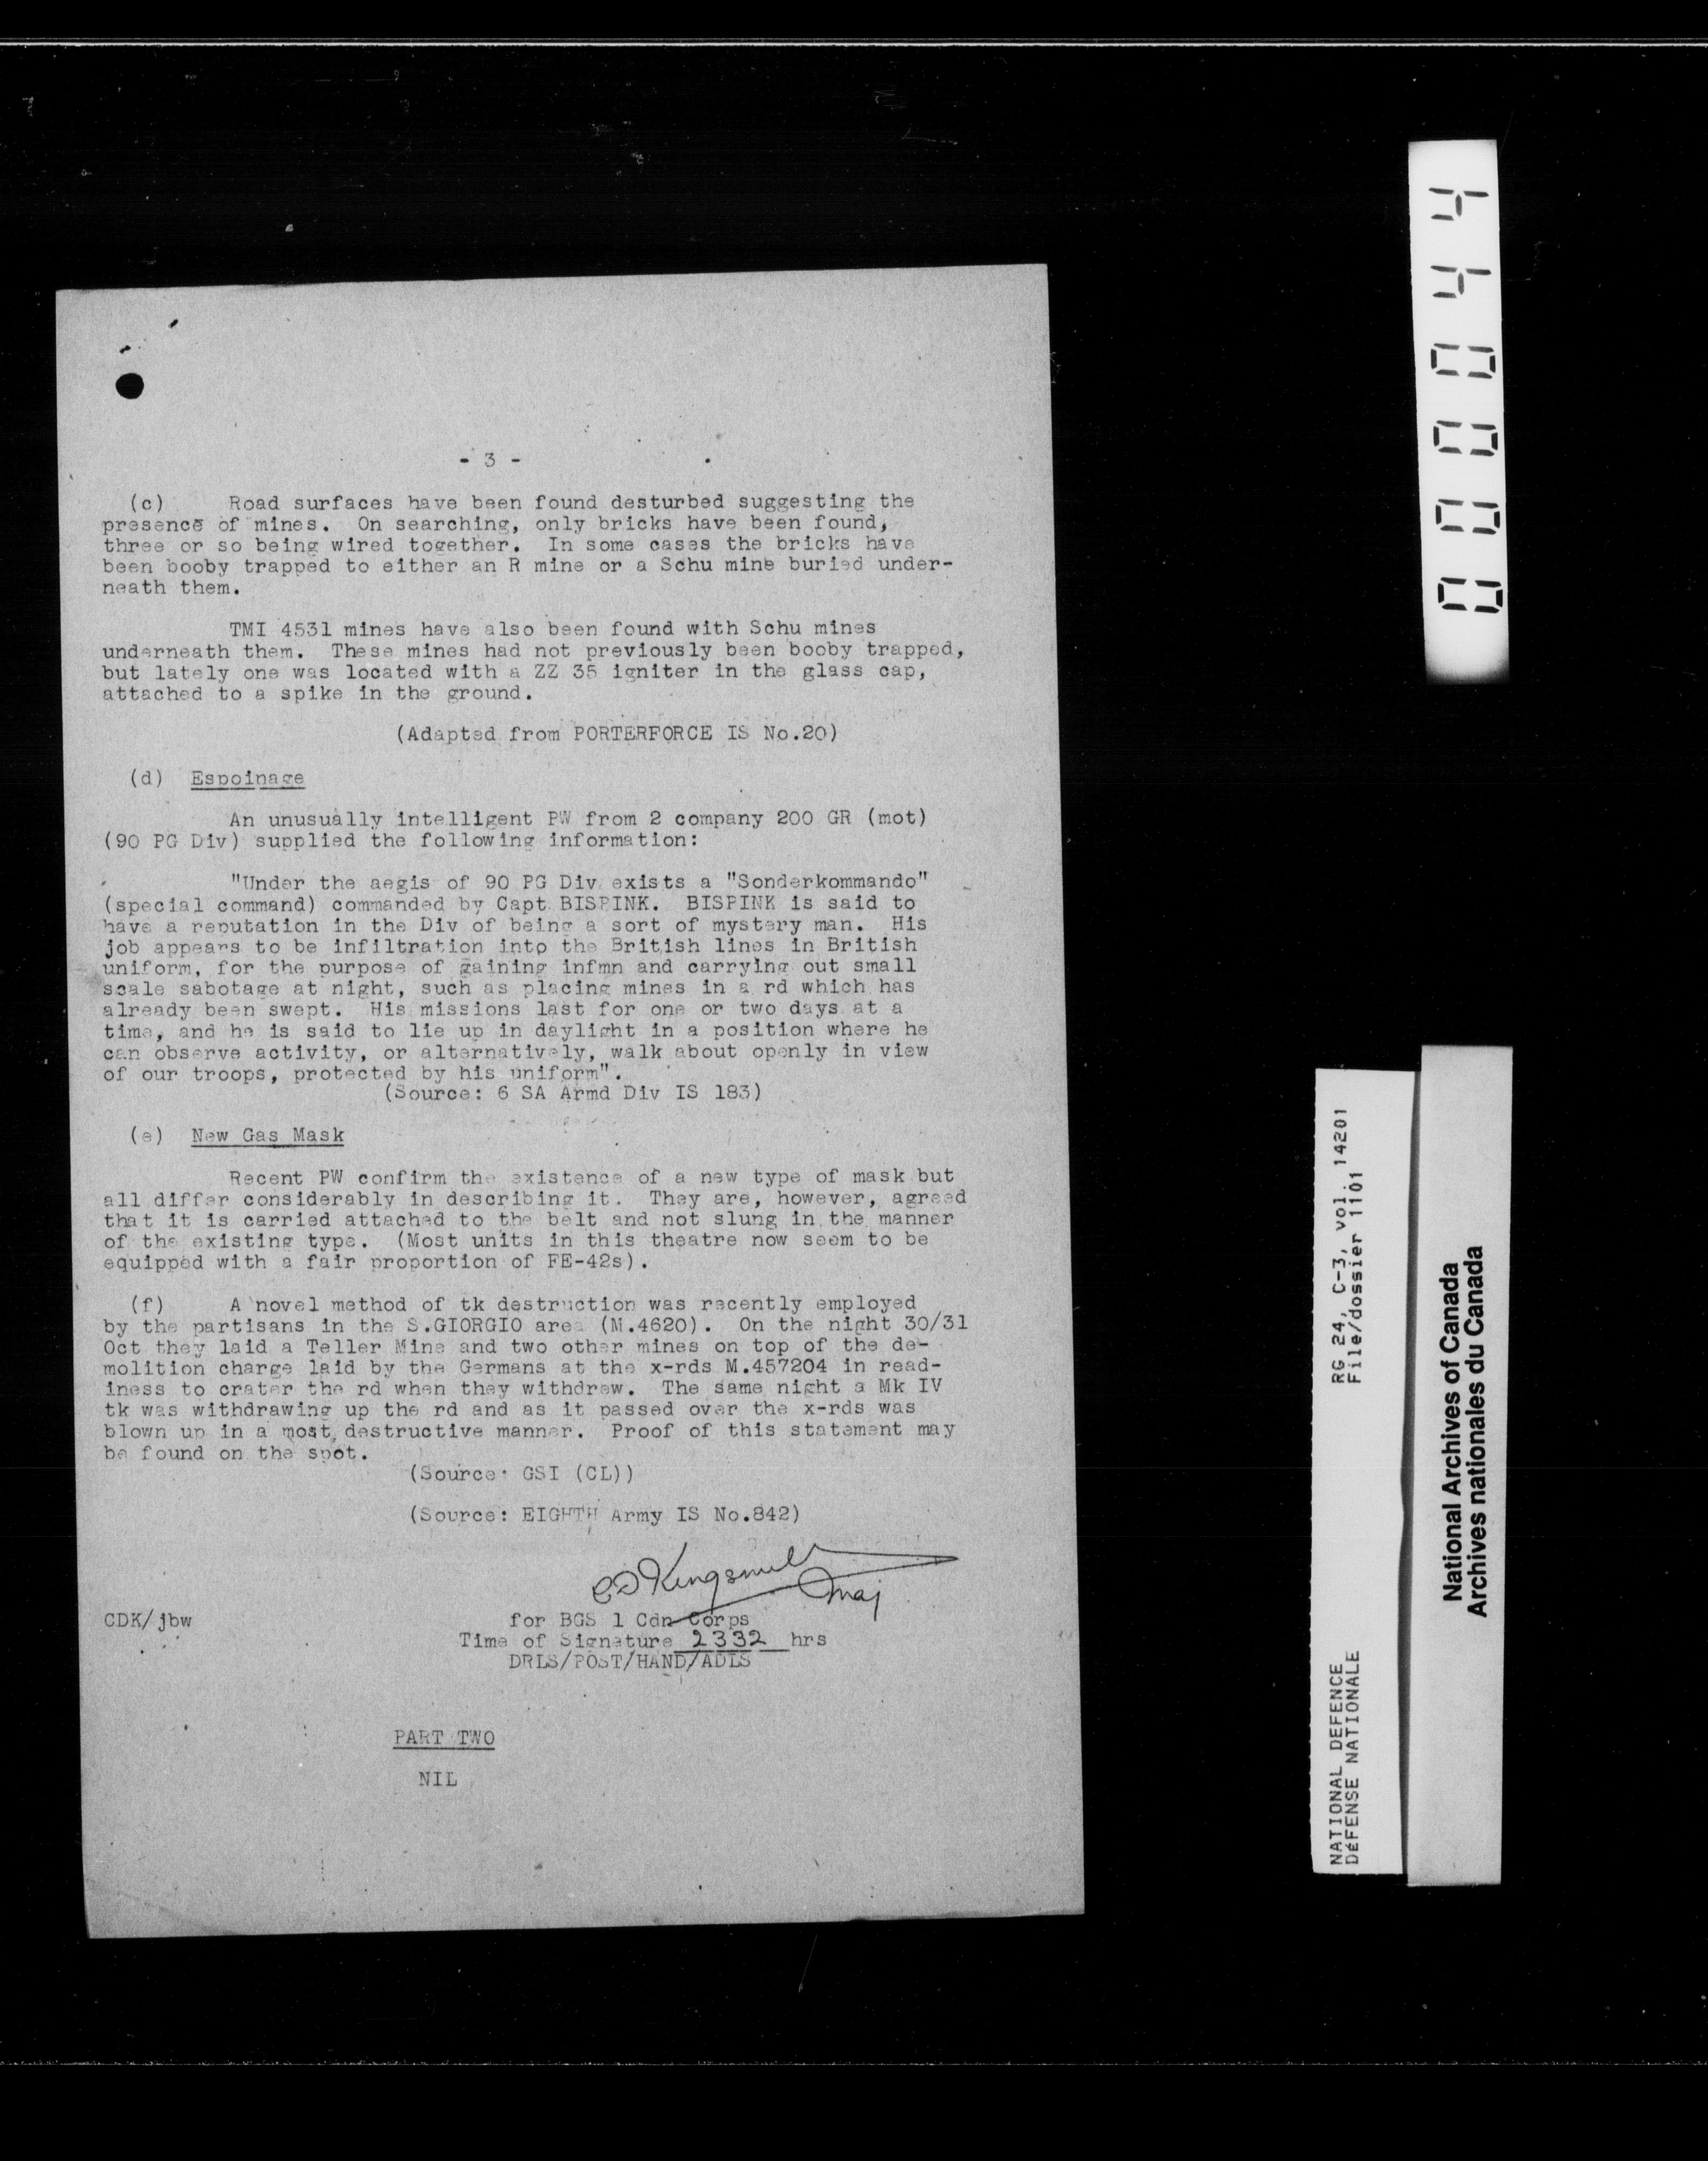 - 3 -
(c) Road surfaces have been found desturbed suggesting the
presence of mines. On searching, only bricks have been found,
three or so being wired together. In some cases the bricks have
been booby trapped to either an R mine or a Schu mine buried under-
neath them.
TMI 4531 mines have also been found with Schu mines
underneath them. These mines had not previously been booby trapped,
but lately one was located with a ZZ 35 igniter in the glass cap,
attached to a spike in the ground.
(Adapted from PORTERFORCE IS No.20)
(d) Espoinage
An unusually intelligent PW from 2 company 200 GR (mot)
(90 PG Div) supplied the following information:
"Under the aegis of 90 PG Div exists a "Sonderkommando"
(special command) commanded by Capt BISPINK. BISPINK is said to
have a reputation in the Div of being a sort of mystery man. His
job appears to be infiltration into the British lines in British
uniform, for the purpose of gaining infmn and carrying out small
scale sabotage at night, such as placing mines in a rd which has
already been swept. His missions last for one or two days at a
time, and he is said to lie up in daylight in a position where he
can observe activity, or alternatively, walk about openly in view
of our troops, protected by his uniform".
(Source: 6 SA Armd Div IS 183)
(e) New Gas Mask
Recent PW confirm the existence of a new type of mask but
all differ considerably in describing it. They are, however, agreed
that it is carried attached to the belt and not slung in the manner
of the existing type. (Most units in this theatre now seem to be
equipped with a fair proportion of FE-42s).
(f) A novel method of tk destruction was recently employed
by the partisans in the S.GIORGIO area (M.4620). On the night 30/31
Oct they laid a Teller Mine and two other mines on top of the de-
molition charge laid by the Germans at the x-rds M.457204 in read-
iness to crater the rd when they withdrew. The same night a Mk IV
tk was withdrawing up the rd and as it passed over the x-rds was
blown up in a most destructive manner. Proof of this statement may
be found on the spot.
(Source: GSI (CL))
(Source: EIGHTH Army IS No.842)
CD Kingsmill Maj
CDK/jbw for BGS 1 Cdn Corps
Time of Signature 2332 hrs
DRLS/POST/HAND/ADLS
PART TWO
NIL
000044
NATIONAL DEFENCE RG 24, C-3, vol. 14201
DéFENSE NATIONALE File/dossier 1101
National Archives of Canada
Archives nationales du Canada